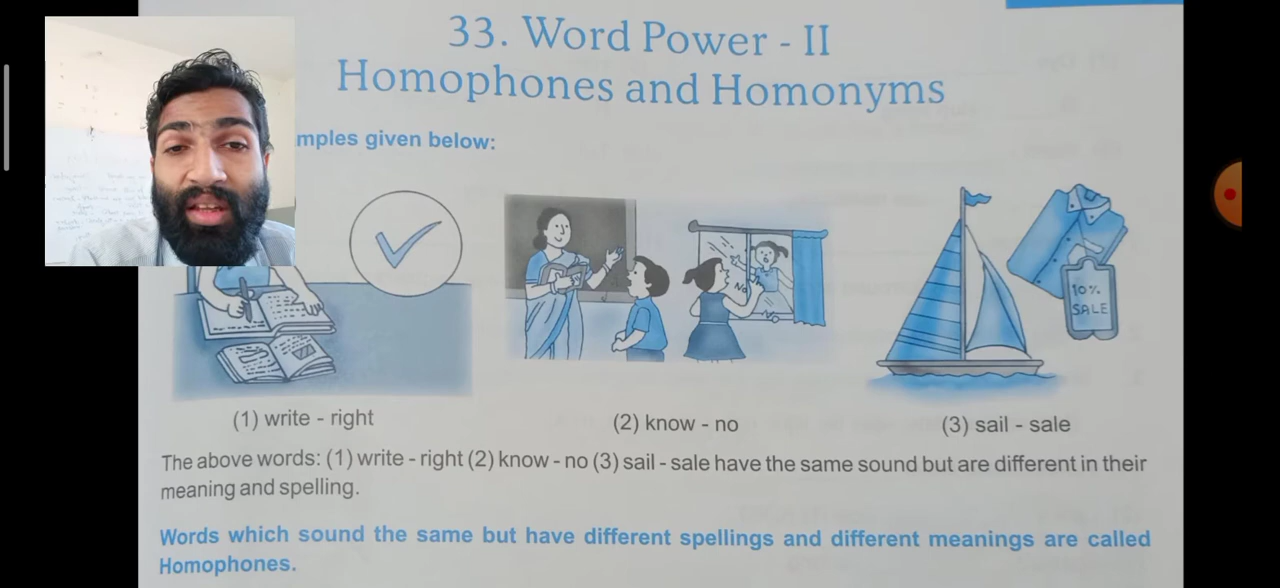 33. Word Power - II
Homophones and Homonyms
mples given below:
No
No
10%
SALE
(1) write - right
(2) know - no
(3) sail - sale
The above words: (1) write - right (2) know - no (3) sail - sale have the same sound but are different in their
meaning and spelling.
Words which sound the same but have different spellings and different meanings are called
Homophones.